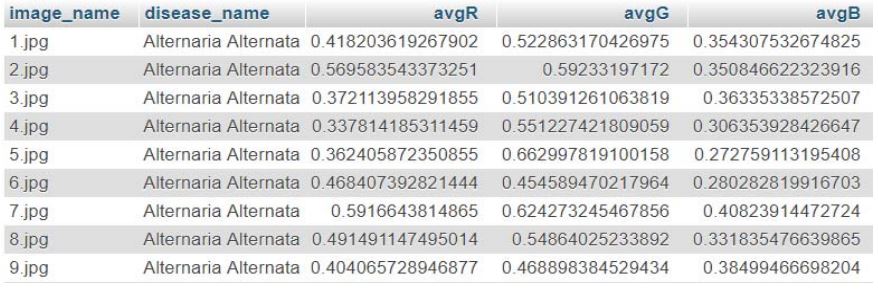 image_name disease_name avgR avgG avgB
1.jpg Alternaria Alternata 0.418203619267902 0.522863170426975 0.354307532674825
2.jpg Alternaria Alternata 0.569583543373251 0.59233197172 0.350846622323916
3.jpg Alternaria Alternata 0.372113958291855 0.510391261063819 0.36335338572507
4.jpg Alternaria Alternata 0.337814185311459 0.551227421809059 0.306353928426647
5.jpg Alternaria Alternata 0.362405872350855 0.662997819100158 0.272759113195408
6.jpg Alternaria Alternata 0.468407392821444 0.454589470217964 0.280282819916703
7.jpg Alternaria Alternata 0.5916643814865 0.624273245467856 0.40823914472724
8.jpg Alternaria Alternata 0.491491147495014 0.54864025233892 0.331835476639865
9.jpg Alternaria Alternata 0.404065728946877 0.468898384529434 0.38499466698204